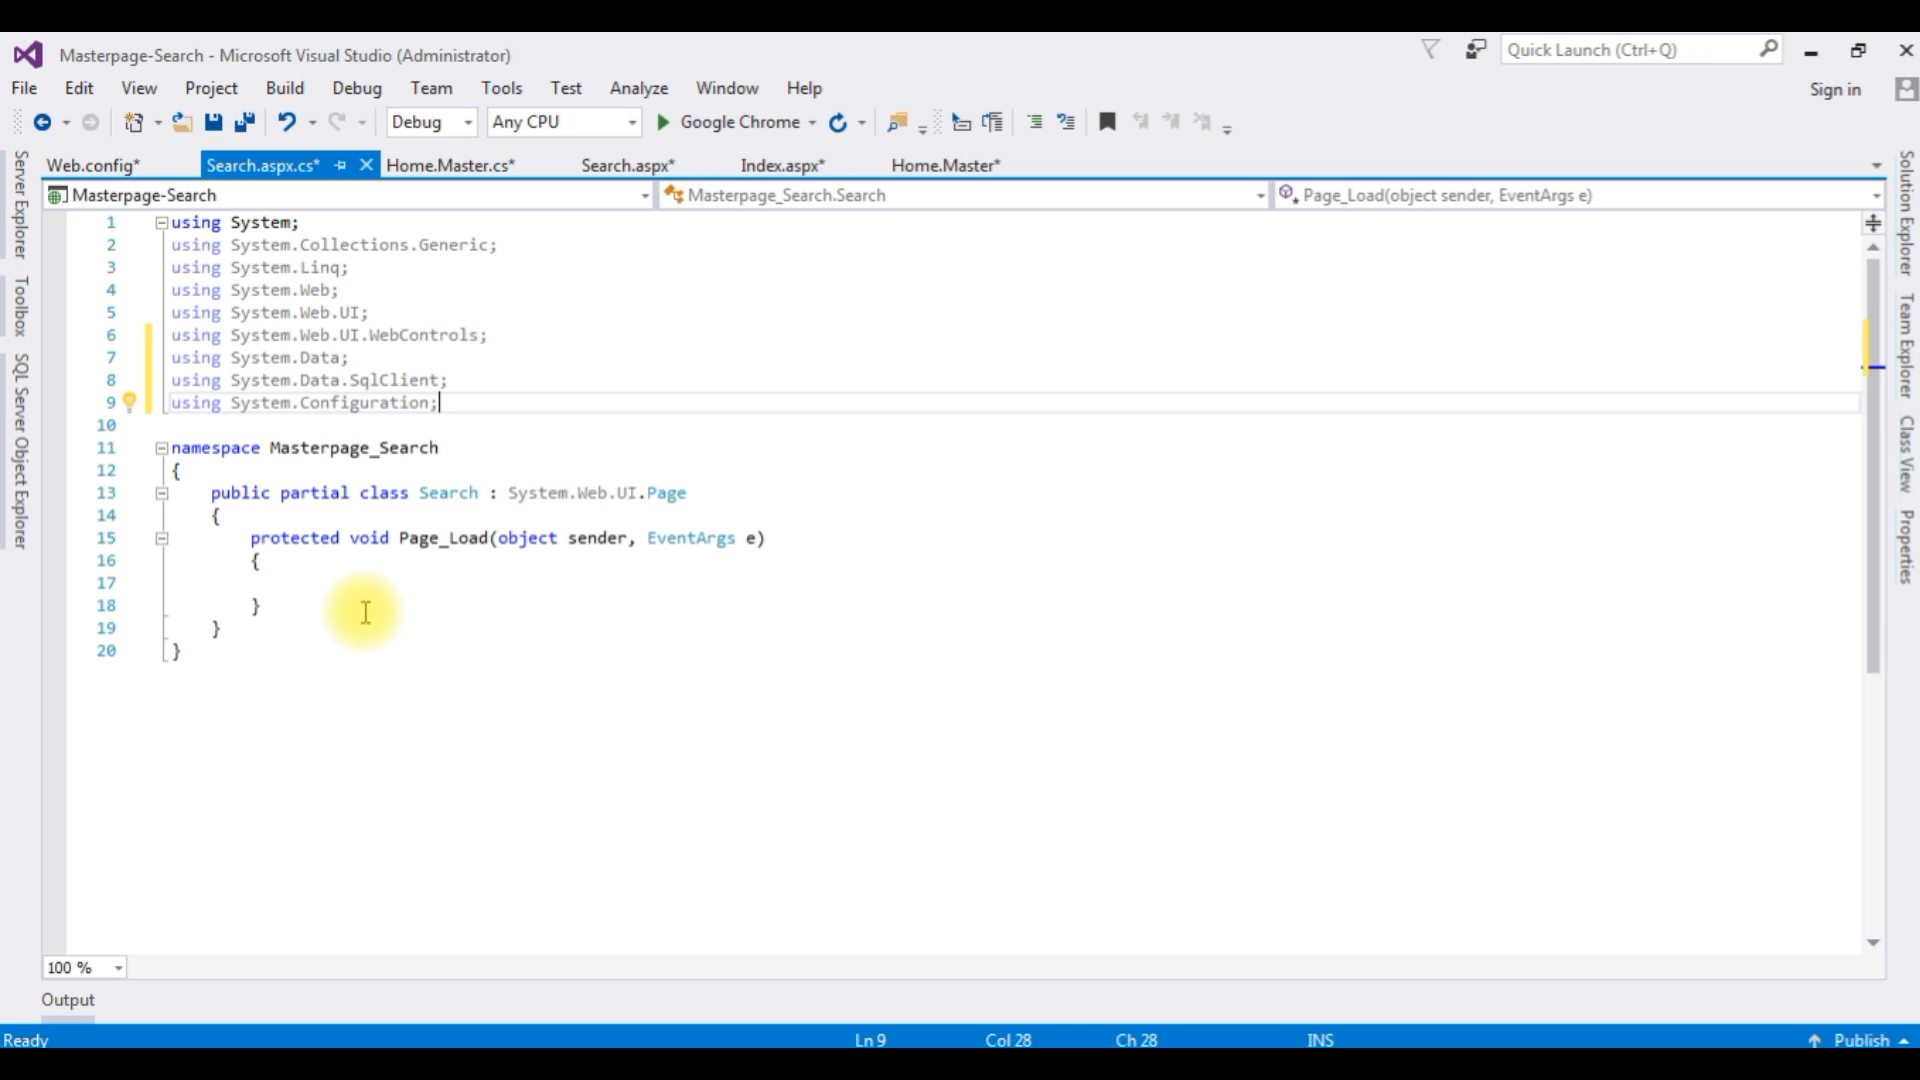 Masterpage-Search - Microsoft Visual Studio (Administrator)
Quick Launch (Ctrl+Q)
File Edit View Project Build Debug Team Tools Test Analyze Window Help
Sign in
Debug Any CPU Google Chrome
Web.config* Search.aspx.cs* Home.Master.cs* Search.aspx* Index.aspx* Home.Master*
Masterpage-Search Masterpage_Search.Search Page_Load(object sender, EventArgs e)
Server Explorer
Toolbox
SQL Server Object Explorer
1 using System;
2 using System.Collections.Generic;
3 using System.Linq;
4 using System.Web;
5 using System.Web.UI;
6 using System.Web.UI.WebControls;
7 using System.Data;
8 using System.Data.SqlClient;
9 using System.Configuration;
10
11 namespace Masterpage_Search
12 {
13 public partial class Search : System.Web.UI.Page
14 {
15 protected void Page_Load(object sender, EventArgs e)
16 {
17
18 }
19 }
20 }
Solution Explorer
Team Explorer
Class View
Properties
100 %
Output
Ready Ln 9 Col 28 Ch 28 INS Publish